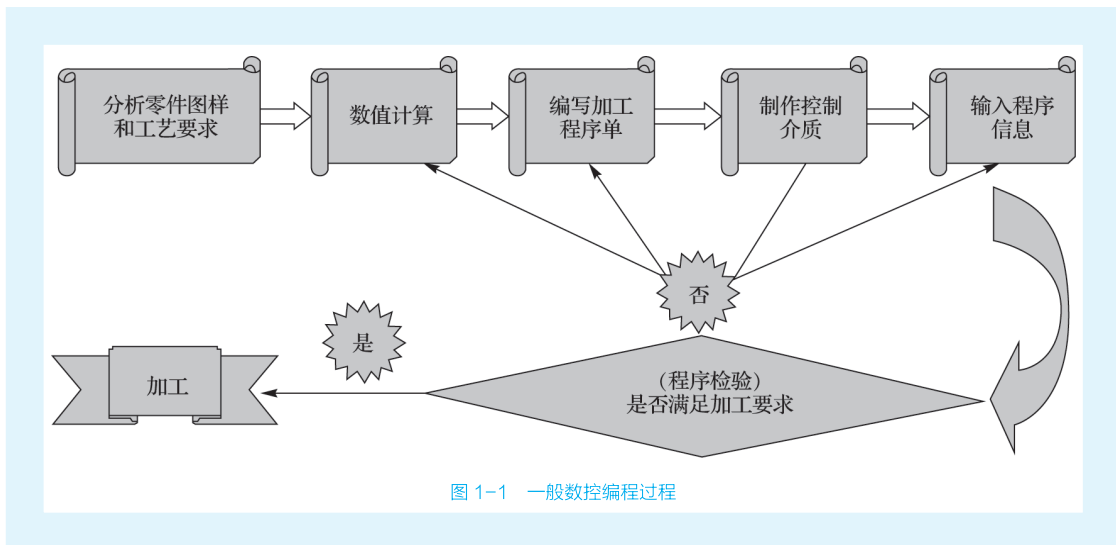 分析零件图样
和工艺要求
数值计算
编写加工
程序单
制作控制
介质
输入程序
信息
否
是
加工
（程序检验）
是否满足加工要求
图 1-1 一般数控编程过程